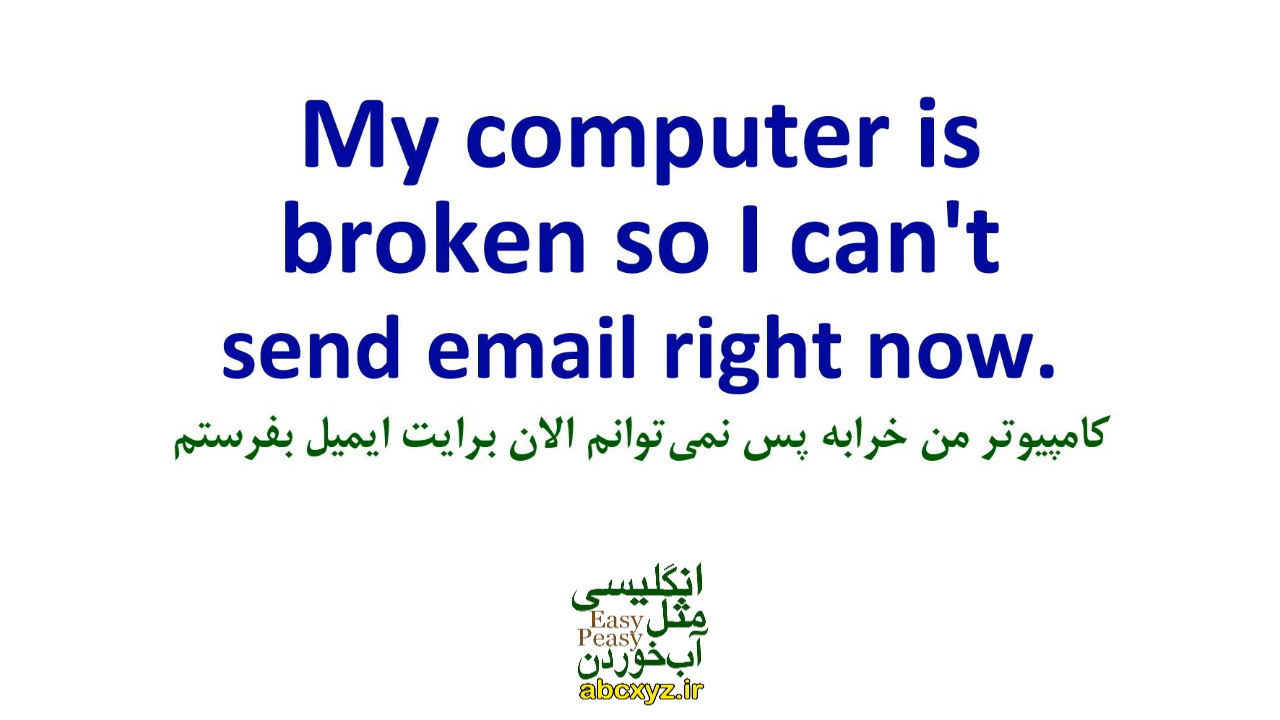 My computer is
broken so I can't
send email right now.
کامپیوتر من خرابه پس نمی‌توانم الان برایت ایمیل بفرستم
انگلیسی
مثل
Easy
Peasy
آب‌خوردن
abcxyz.ir